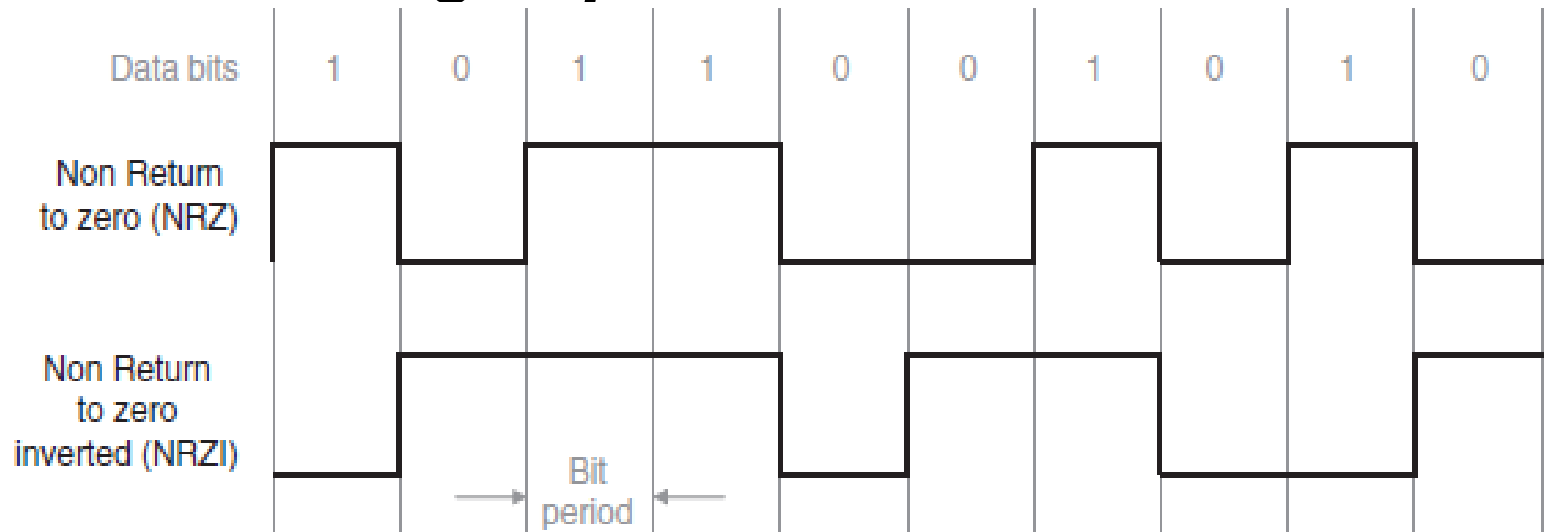 Data bits 1 0 1 1 0 0 1 0 1 0
Non Return
to zero (NRZ)
Non Return
to zero
inverted (NRZI)
Bit
period